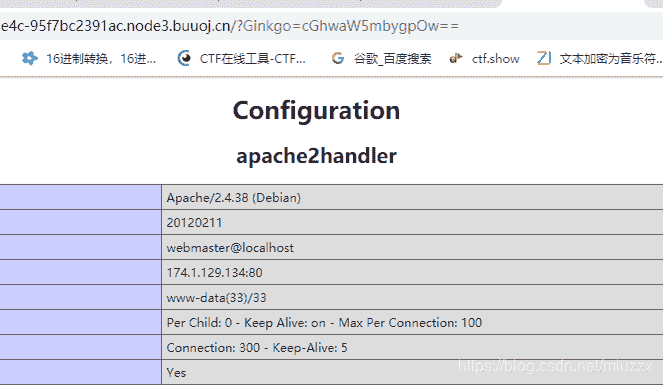 e4c-95f7bc2391ac.node3.buuoj.cn/?Ginkgo=cGhwaW5mbygpOw==
16进制转换，16进... CTF在线工具-CTF... 谷歌_百度搜索 ctf.show 文本加密为音乐符...
Configuration
apache2handler
Apache/2.4.38 (Debian)
20120211
webmaster@localhost
174.1.129.134:80
www-data(33)/33
Per Child: 0 - Keep Alive: on - Max Per Connection: 100
Connection: 300 - Keep-Alive: 5
Yes
https://blog.csdn.net/miuzzx